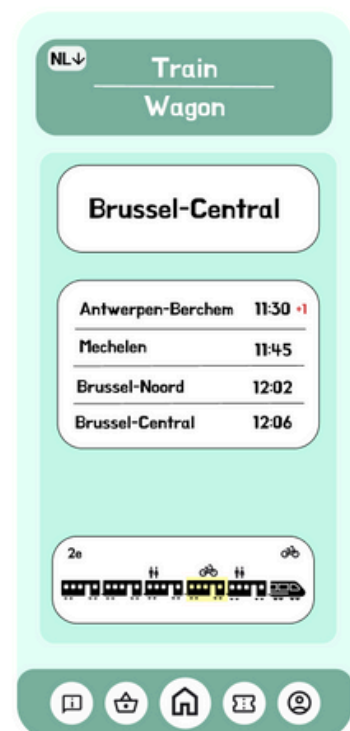 NL↓
Train
Wagon
Brussel-Central
Antwerpen-Berchem 11:30 +1
Mechelen 11:45
Brussel-Noord 12:02
Brussel-Central 12:06
2e